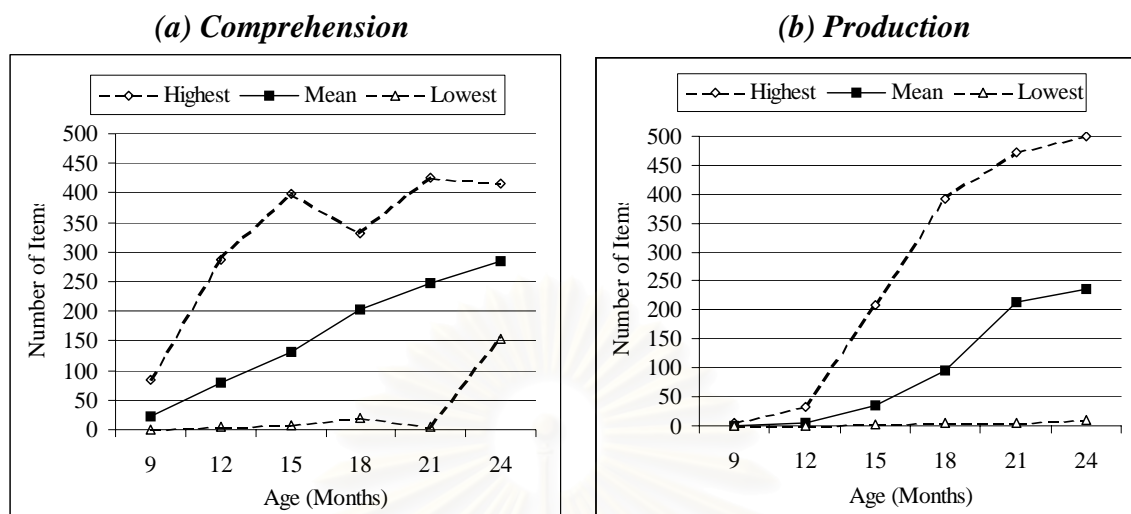 (a) Comprehension
Highest Mean Lowest
500
450
400
350
300
250
200
150
100
50
0
Number of Items
9 12 15 18 21 24
Age (Months)
(b) Production
Highest Mean Lowest
500
450
400
350
300
250
200
150
100
50
0
Number of Items
9 12 15 18 21 24
Age (Months)